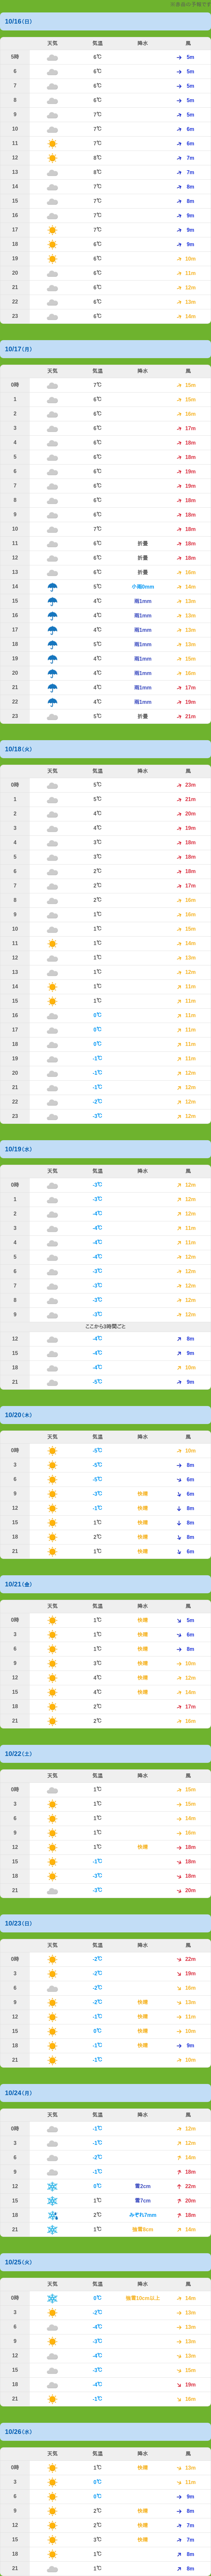 10/16(日)
天気 気温 降水 風
5時 6℃ 5m
6 6℃ 5m
7 6℃ 5m
8 6℃ 5m
9 7℃ 5m
10 7℃ 6m
11 7℃ 6m
12 8℃ 7m
13 8℃ 7m
14 7℃ 8m
15 7℃ 8m
16 7℃ 9m
17 7℃ 9m
18 6℃ 9m
19 6℃ 10m
20 6℃ 11m
21 6℃ 12m
22 6℃ 13m
23 6℃ 14m
10/17(月)
天気 気温 降水 風
0時 7℃ 15m
1 6℃ 15m
2 6℃ 16m
3 6℃ 17m
4 6℃ 18m
5 6℃ 18m
6 6℃ 19m
7 6℃ 19m
8 6℃ 18m
9 6℃ 18m
10 7℃ 18m
11 6℃ 折曇 18m
12 6℃ 折曇 18m
13 6℃ 折曇 16m
14 5℃ 小雨0mm 14m
15 4℃ 雨1mm 13m
16 4℃ 雨1mm 13m
17 4℃ 雨1mm 13m
18 5℃ 雨1mm 13m
19 4℃ 雨1mm 15m
20 4℃ 雨1mm 16m
21 4℃ 雨1mm 17m
22 4℃ 雨1mm 19m
23 5℃ 折曇 21m
10/18(火)
天気 気温 降水 風
0時 5℃ 23m
1 5℃ 21m
2 4℃ 20m
3 4℃ 19m
4 3℃ 18m
5 3℃ 18m
6 2℃ 18m
7 2℃ 17m
8 2℃ 16m
9 1℃ 16m
10 1℃ 15m
11 1℃ 14m
12 1℃ 13m
13 1℃ 12m
14 1℃ 11m
15 1℃ 11m
16 0℃ 11m
17 0℃ 11m
18 0℃ 11m
19 -1℃ 11m
20 -1℃ 12m
21 -1℃ 12m
22 -2℃ 12m
23 -3℃ 12m
10/19(水)
天気 気温 降水 風
0時 -3℃ 12m
1 -3℃ 12m
2 -4℃ 12m
3 -4℃ 11m
4 -4℃ 11m
5 -4℃ 12m
6 -3℃ 12m
7 -3℃ 12m
8 -3℃ 12m
9 -3℃ 11m
ここから3時間ごと
12 -4℃ 8m
15 -4℃ 9m
18 -4℃ 10m
21 -5℃ 9m
10/20(木)
天気 気温 降水 風
0時 -5℃ 10m
3 -5℃ 8m
6 -5℃ 6m
9 -3℃ 快晴 6m
12 -1℃ 快晴 8m
15 1℃ 快晴 8m
18 2℃ 快晴 8m
21 1℃ 快晴 6m
10/21(金)
天気 気温 降水 風
0時 1℃ 快晴 5m
3 1℃ 快晴 6m
6 1℃ 快晴 8m
9 3℃ 快晴 10m
12 4℃ 快晴 12m
15 4℃ 快晴 14m
18 2℃ 17m
21 2℃ 16m
10/22(土)
天気 気温 降水 風
0時 1℃ 15m
3 1℃ 15m
6 1℃ 14m
9 1℃ 16m
12 1℃ 快晴 18m
15 -1℃ 18m
18 -3℃ 18m
21 -3℃ 20m
10/23(日)
天気 気温 降水 風
0時 -2℃ 22m
3 -2℃ 19m
6 -2℃ 16m
9 -2℃ 快晴 13m
12 -1℃ 快晴 11m
15 0℃ 快晴 10m
18 -1℃ 快晴 9m
21 -1℃ 10m
10/24(月)
天気 気温 降水 風
0時 -1℃ 12m
3 -1℃ 12m
6 -2℃ 14m
9 -1℃ 18m
12 0℃ 雪2cm 22m
15 1℃ 雪7cm 20m
18 2℃ みぞれ7mm 18m
21 1℃ 強雪8cm 14m
10/25(火)
天気 気温 降水 風
0時 0℃ 強雪10cm以上 14m
3 -2℃ 12m
6 -4℃ 13m
9 -3℃ 13m
12 -4℃ 13m
15 -3℃ 15m
18 -4℃ 19m
21 -1℃ 16m
10/26(水)
天気 気温 降水 風
0時 1℃ 快晴 13m
3 0℃ 11m
6 0℃ 9m
9 2℃ 快晴 8m
12 2℃ 快晴 7m
15 3℃ 快晴 7m
18 1℃ 8m
21 1℃ 8m